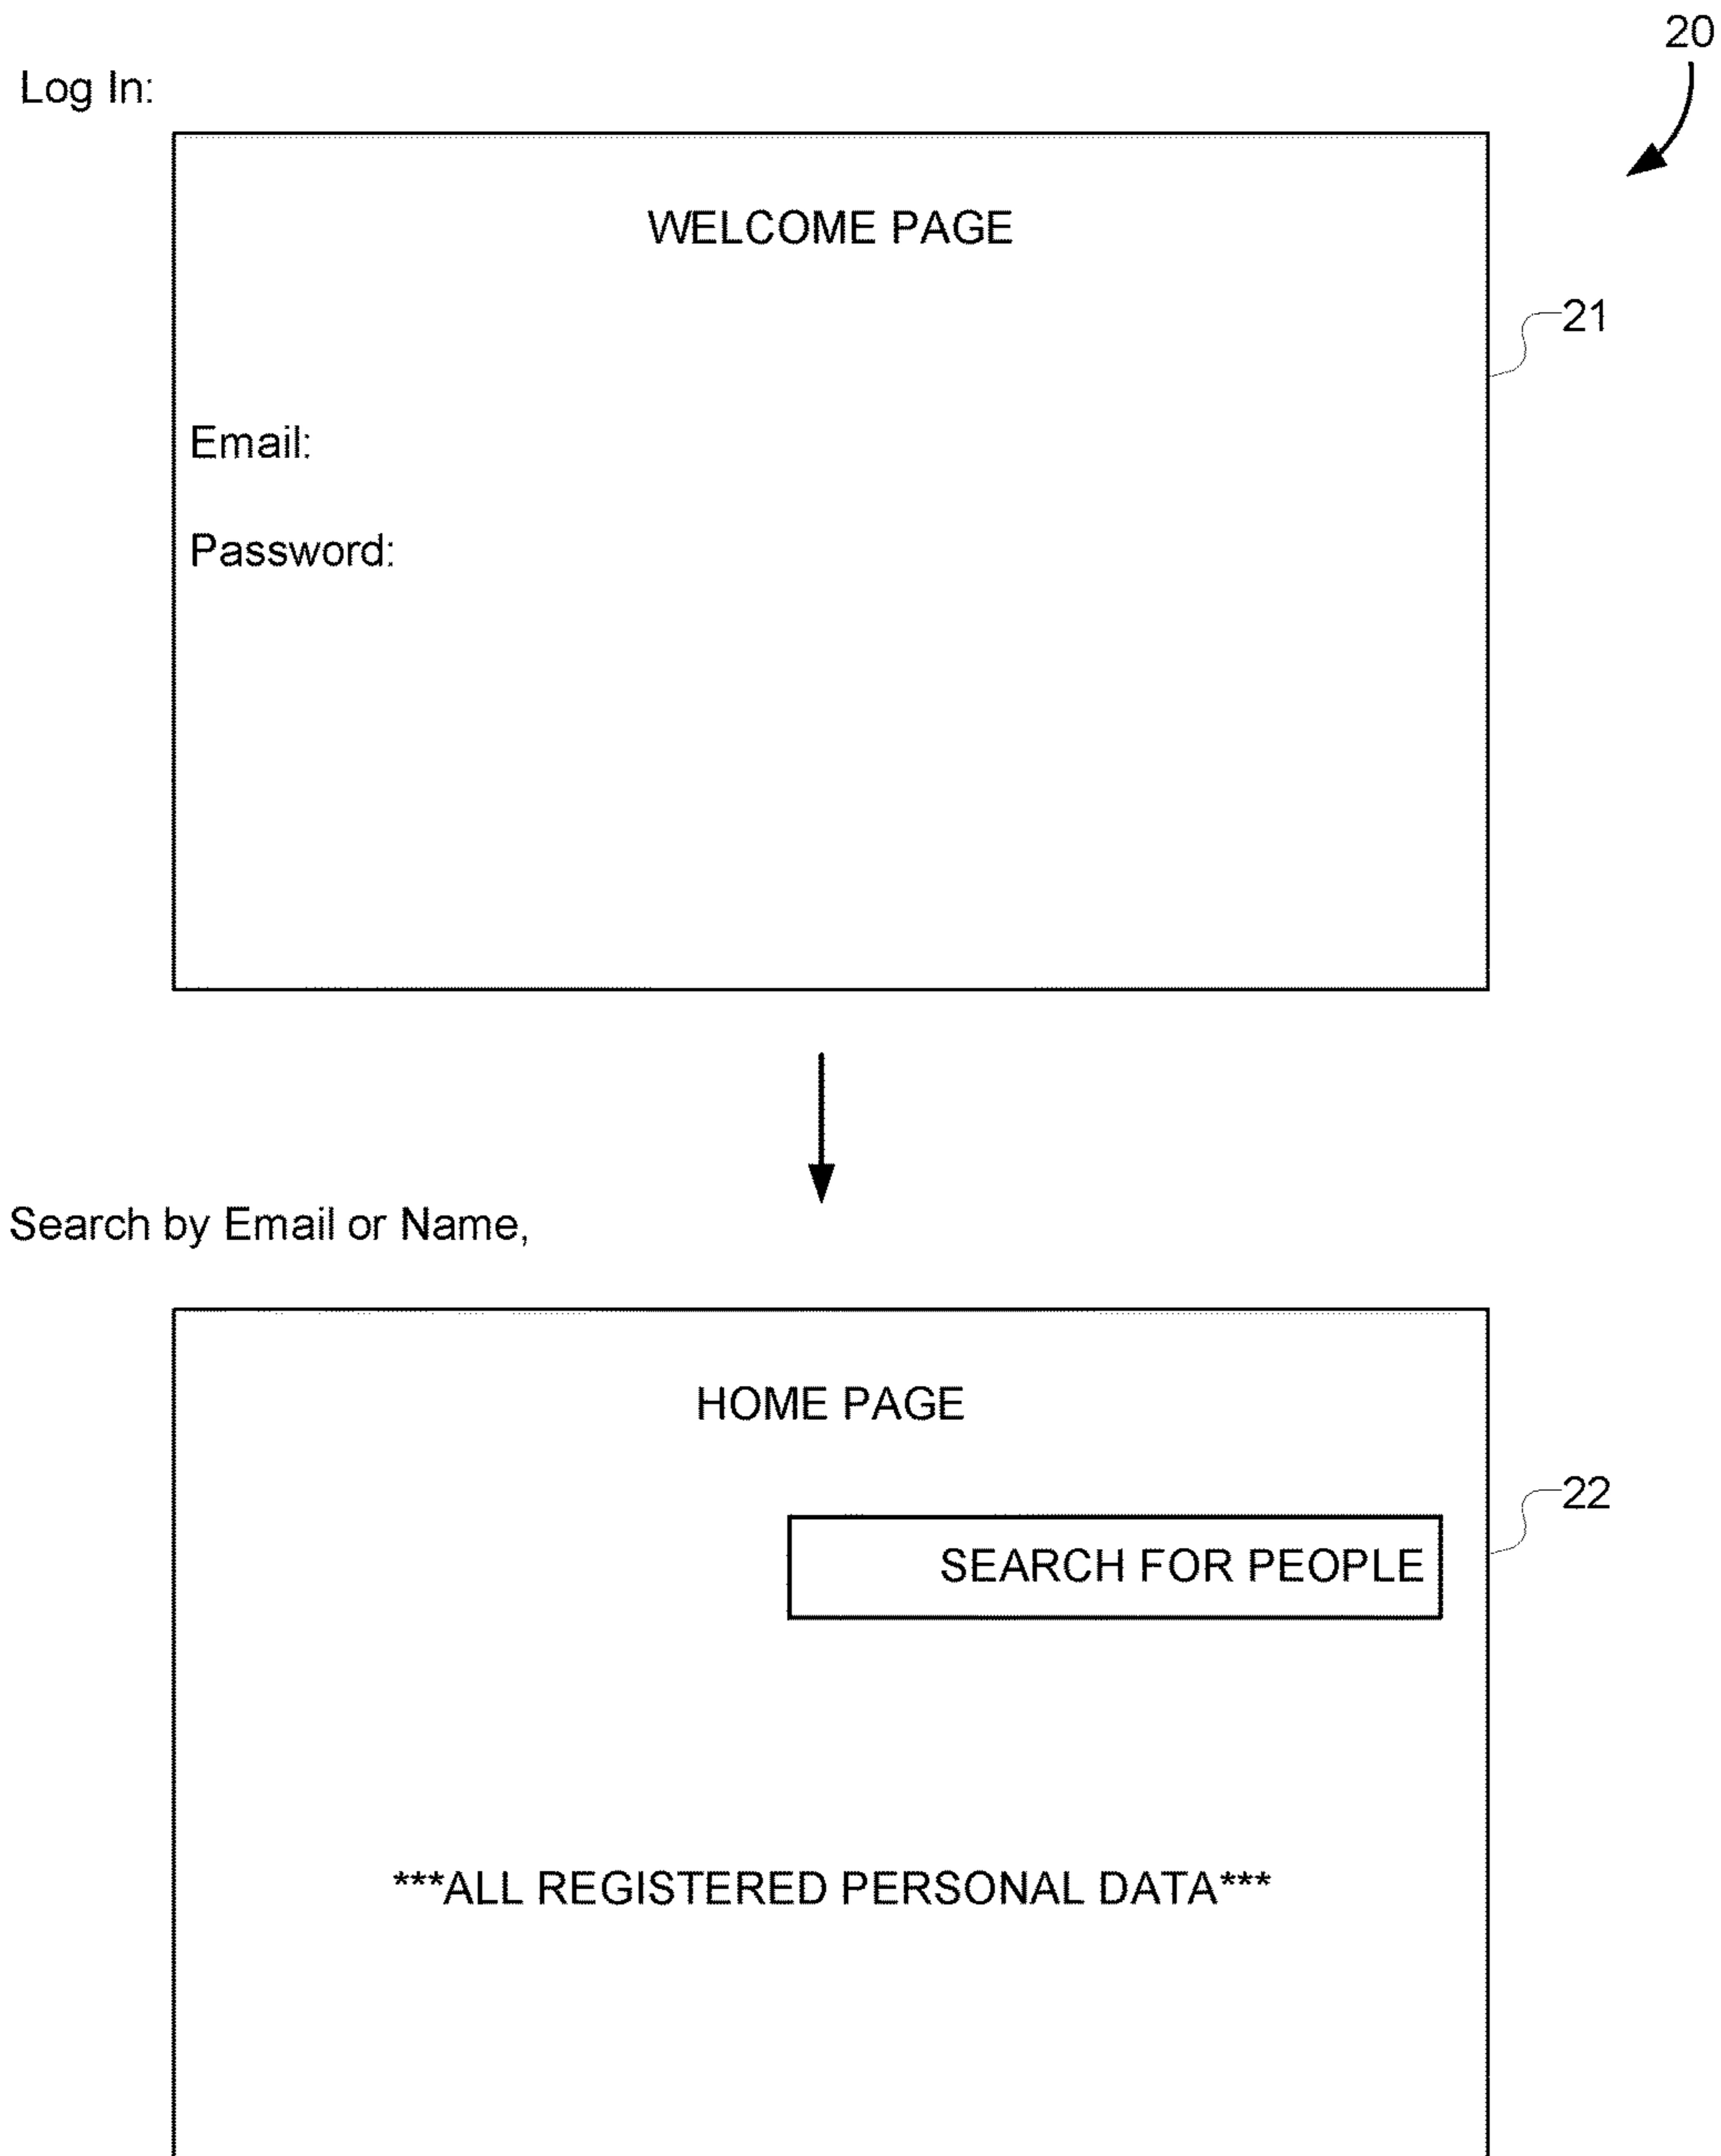 20
Log In:
WELCOME PAGE
21
Email:
Password:
Search by Email or Name,
HOME PAGE
22
SEARCH FOR PEOPLE
***ALL REGISTERED PERSONAL DATA***